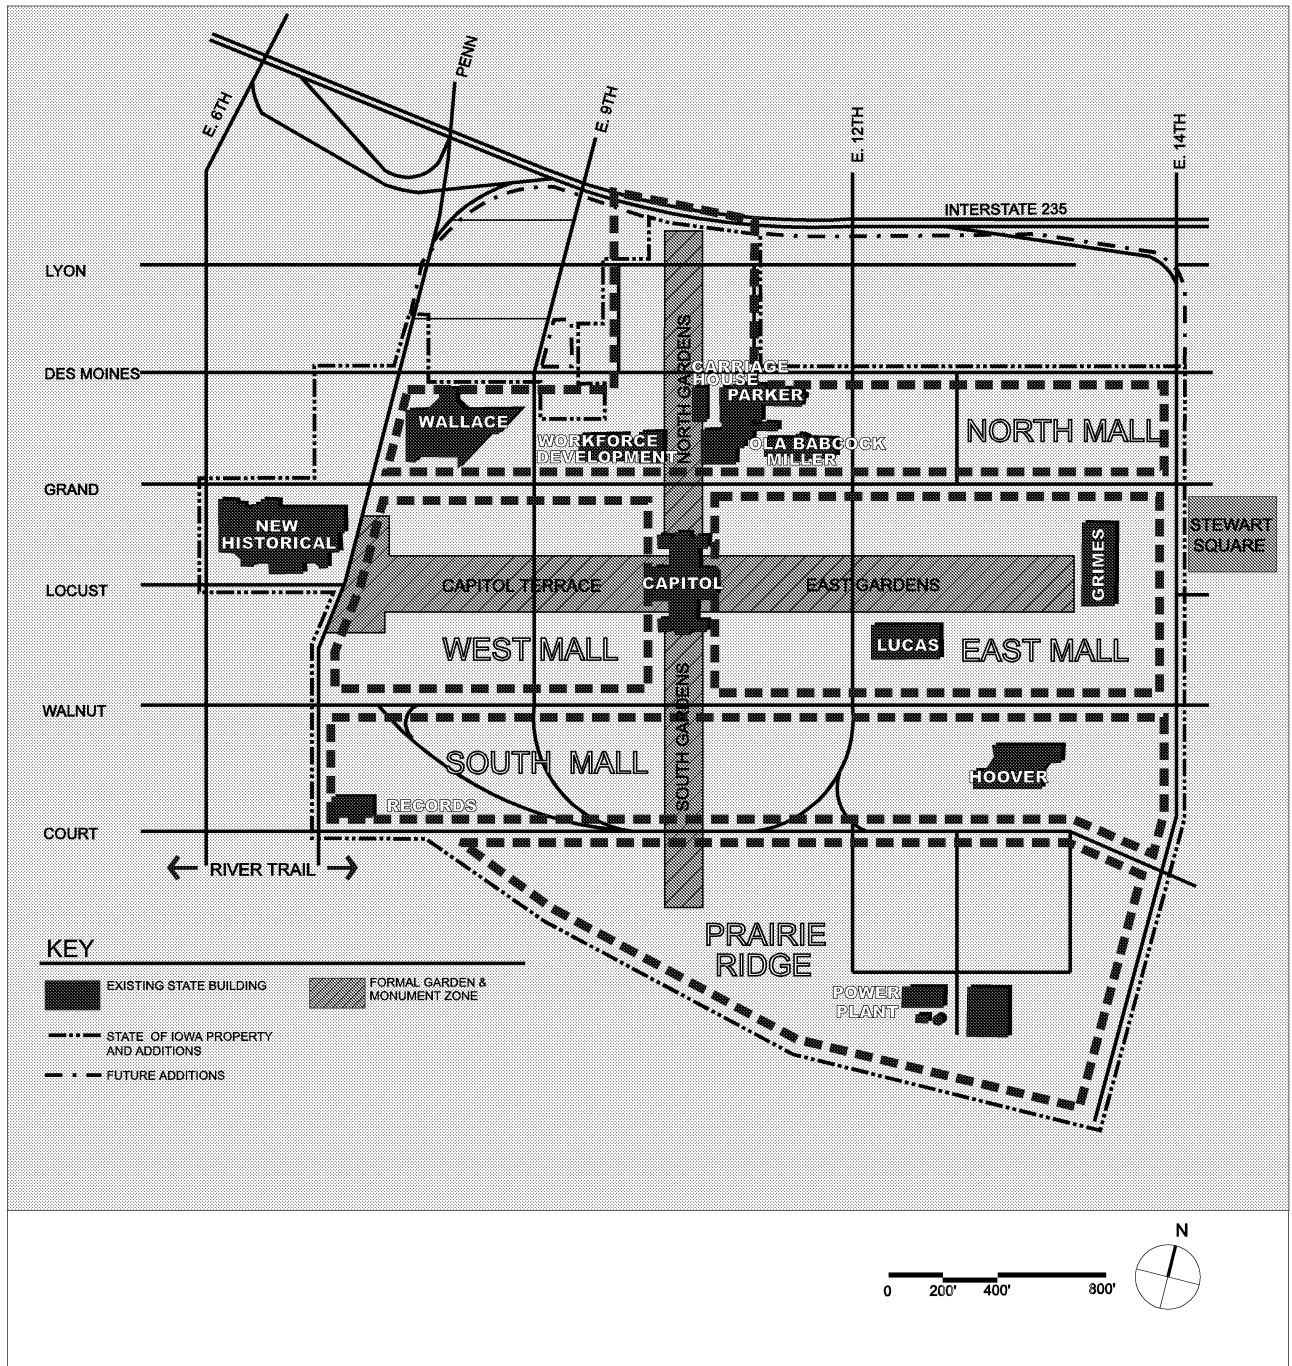 PENN
E. 6TH
E. 9TH
E. 12TH
E. 14TH
INTERSTATE 235
LYON
NORTH GARDENS
DES MOINES
CARRIAGE
HOUSE
PARKER
WALLACE
WORKFORCE
DEVELOPMENT
OLA BABCOCK
MILLER
NORTH MALL
GRAND
NEW
HISTORICAL
STEWART
SQUARE
GRIMES
LOCUST
CAPITOL TERRACE
CAPITOL
EAST GARDENS
WEST MALL
LUCAS
EAST MALL
WALNUT
SOUTH GARDENS
SOUTH MALL
HOOVER
RECORDS
COURT
RIVER TRAIL
PRAIRIE
RIDGE
POWER
PLANT
KEY
EXISTING STATE BUILDING
FORMAL GARDEN &
MONUMENT ZONE
STATE OF IOWA PROPERTY
AND ADDITIONS
FUTURE ADDITIONS
N
0 200' 400' 800'